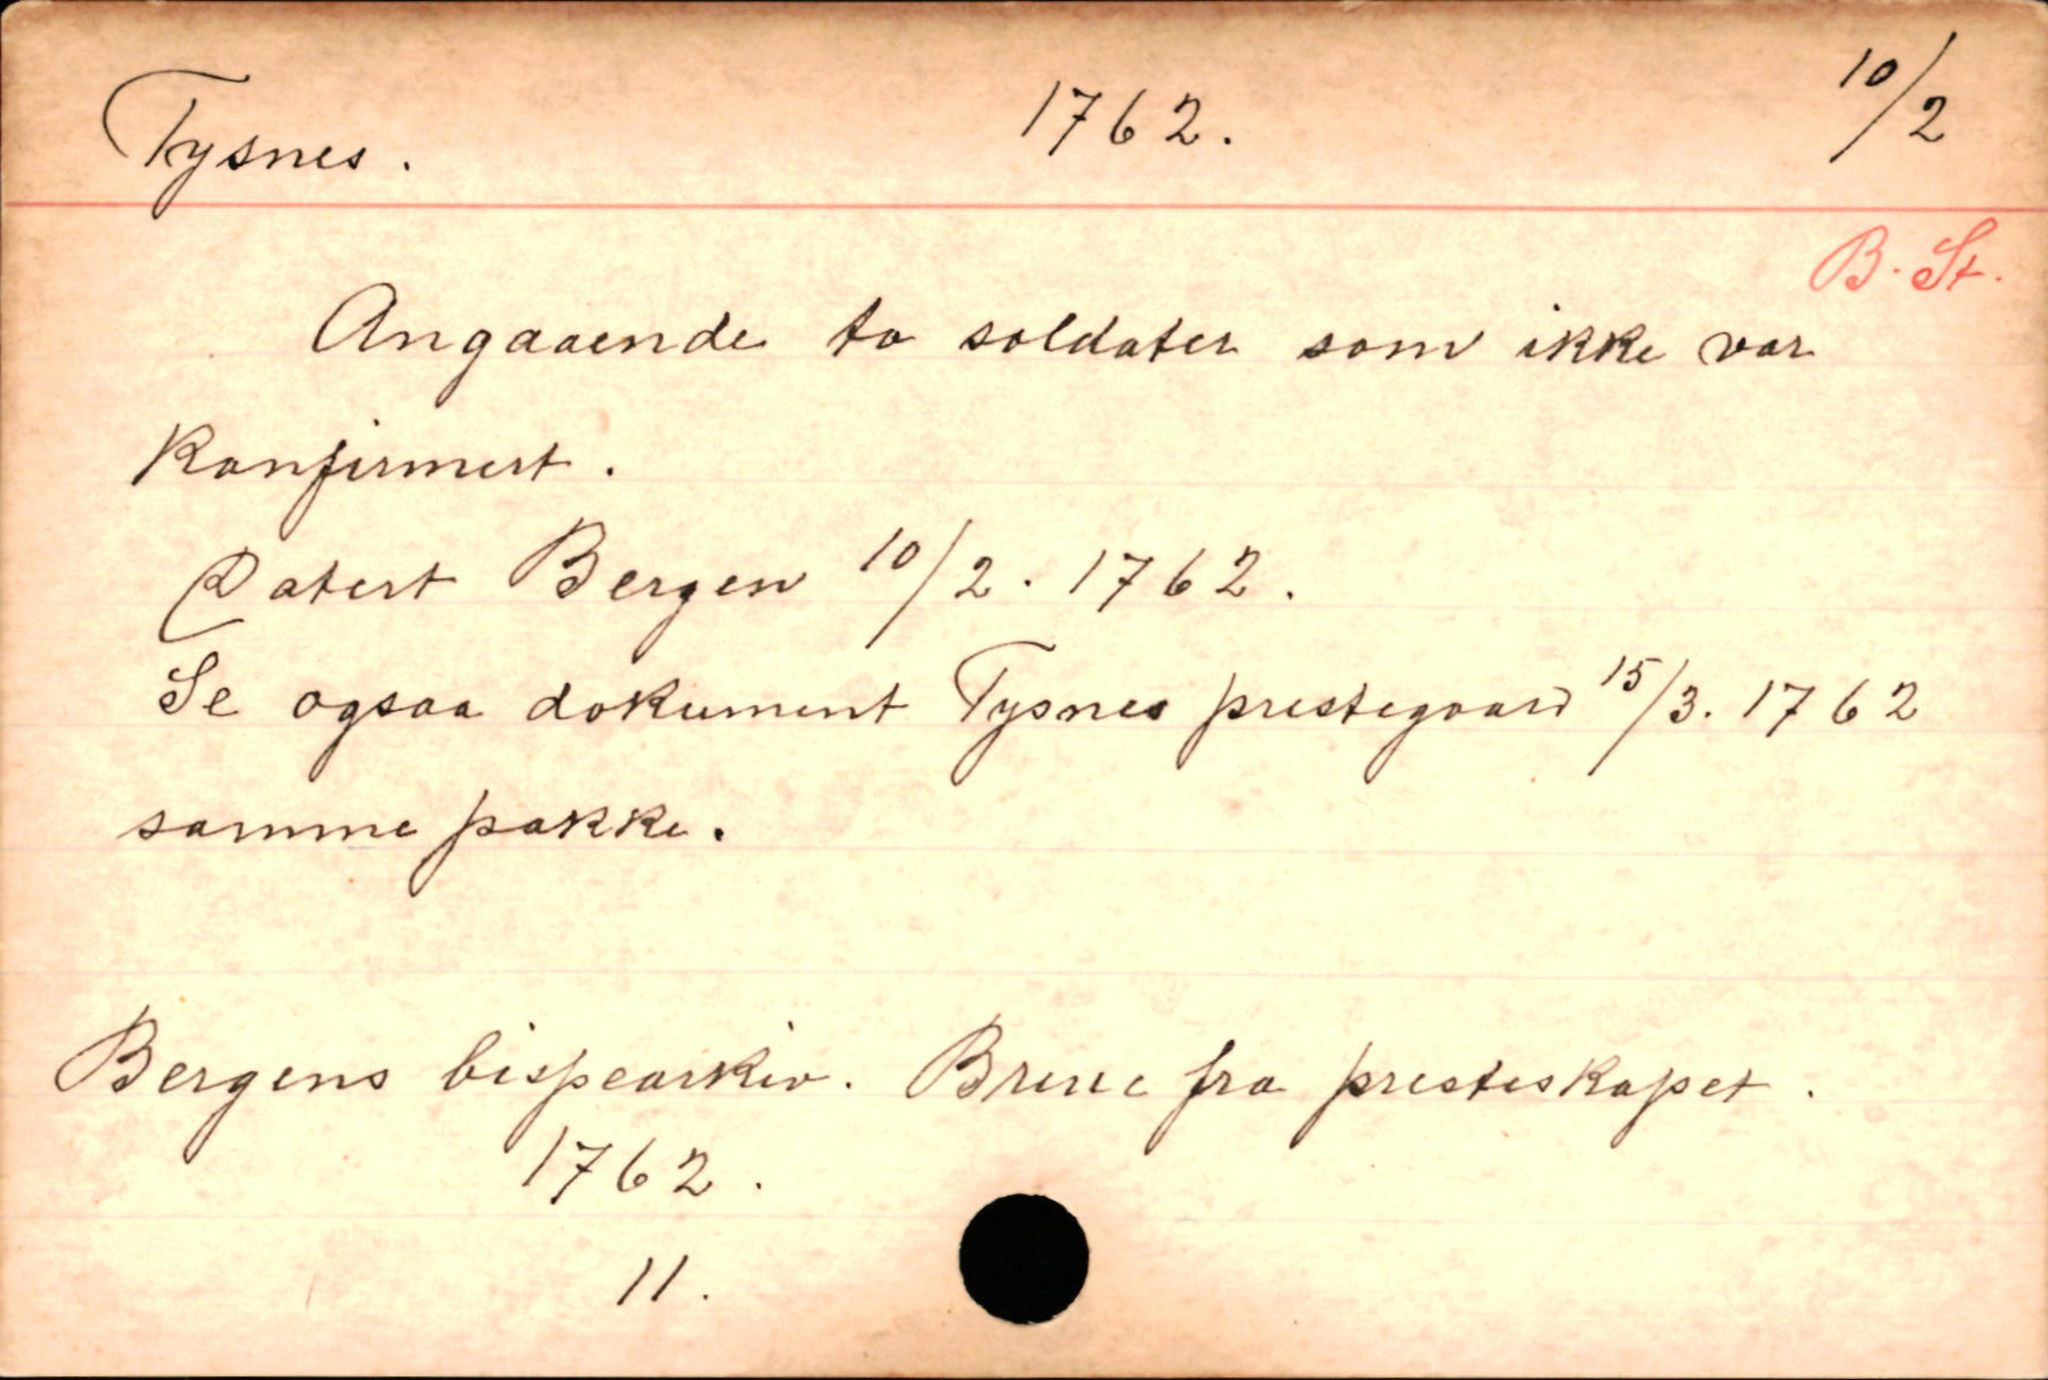 Tysnes. 1762. 10/2
B. St.
Angaaende to soldater som ikke var
konfirmert.
Datert Bergen 10/2. 1762.
Se ogsaa dokument Tysnes prestegaard 15/3. 1762
samme pakke.
Bergens bispearkiv. Breve fra presteskapet.
1762.
11.